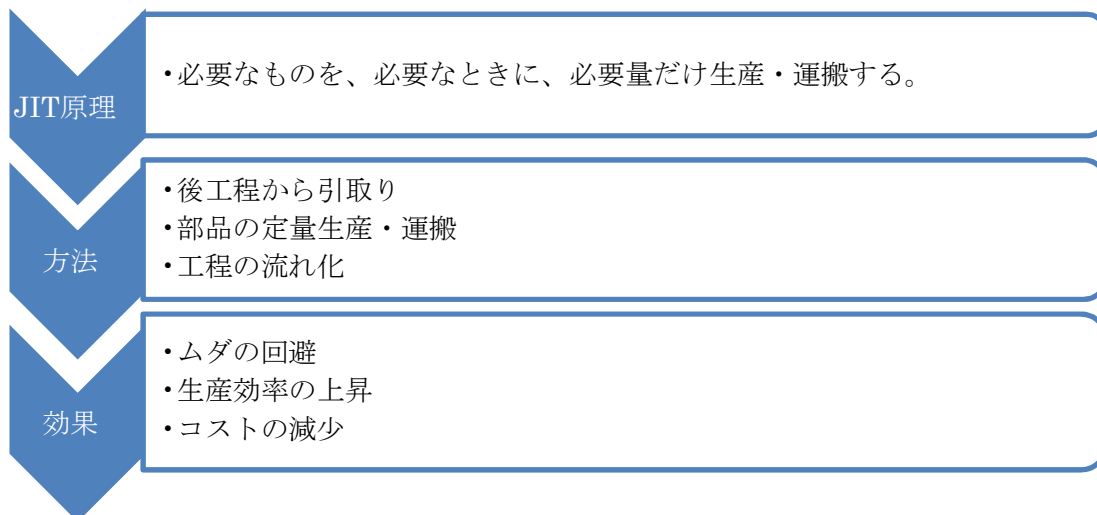 JIT原理
・必要なものを、必要なときに、必要量だけ生産・運搬する。
方法
・後工程から引取り
・部品の定量生産・運搬
・工程の流れ化
効果
・ムダの回避
・生産効率の上昇
・コストの減少